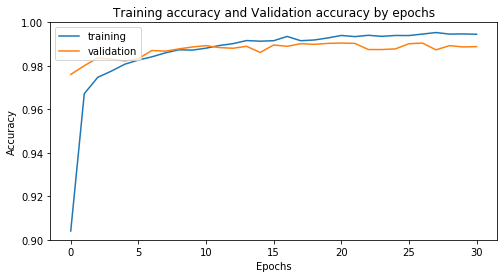 Training accuracy and Validation accuracy by epochs
training
validation
Accuracy
1.00
0.98
0.96
0.94
0.92
0.90
0 5 10 15 20 25 30
Epochs